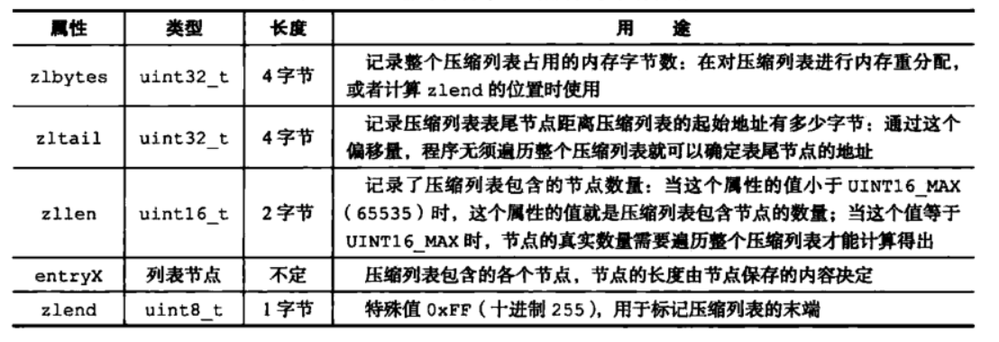 属性 类型 长度 用 途
zlbytes uint32_t 4字节 记录整个压缩列表占用的内存字节数：在对压缩列表进行内存重分配，
或者计算 zlend 的位置时使用
zltail uint32_t 4字节 记录压缩列表表尾节点距离压缩列表的起始地址有多少字节：通过这个
偏移量，程序无须遍历整个压缩列表就可以确定表尾节点的地址
zllen uint16_t 2字节 记录了压缩列表包含的节点数量：当这个属性的值小于 UINT16_MAX
（65535）时，这个属性的值就是压缩列表包含节点的数量；当这个值等于
UINT16_MAX 时，节点的真实数量需要遍历整个压缩列表才能计算得出
entryX 列表节点 不定 压缩列表包含的各个节点，节点的长度由节点保存的内容决定
zlend uint8_t 1字节 特殊值 0xFF（十进制 255），用于标记压缩列表的末端